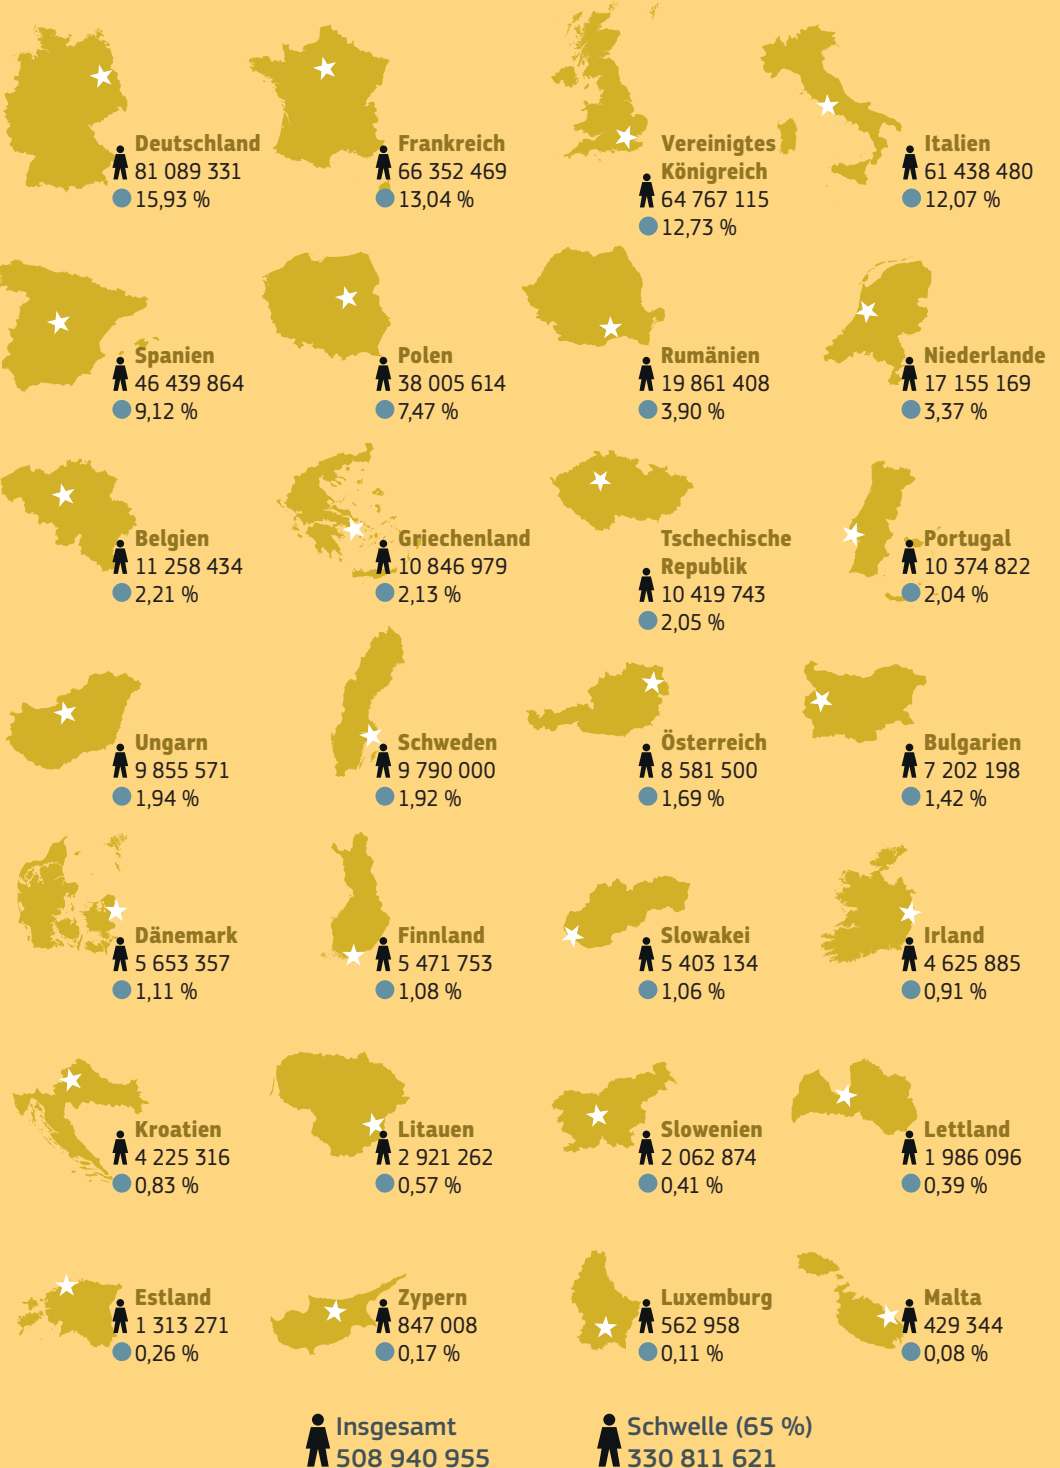 Deutschland
81 089 331
15,93 %
Frankreich
66 352 469
13,04 %
Vereinigtes
Königreich
64 767 115
12,73 %
Italien
61 438 480
12,07 %
Spanien
46 439 864
9,12 %
Polen
38 005 614
7,47 %
Rumänien
19 861 408
3,90 %
Niederlande
17 155 169
3,37 %
Belgien
11 258 434
2,21 %
Griechenland
10 846 979
2,13 %
Tschechische
Republik
10 419 743
2,05 %
Portugal
10 374 822
2,04 %
Ungarn
9 855 571
1,94 %
Schweden
9 790 000
1,92 %
Österreich
8 581 500
1,69 %
Bulgarien
7 202 198
1,42 %
Dänemark
5 653 357
1,11 %
Finnland
5 471 753
1,08 %
Slowakei
5 403 134
1,06 %
Irland
4 625 885
0,91 %
Kroatien
4 225 316
0,83 %
Litauen
2 921 262
0,57 %
Slowenien
2 062 874
0,41 %
Lettland
1 986 096
0,39 %
Estland
1 313 271
0,26 %
Zypern
847 008
0,17 %
Luxemburg
562 958
0,11 %
Malta
429 344
0,08 %
Insgesamt
508 940 955
Schwelle (65 %)
330 811 621